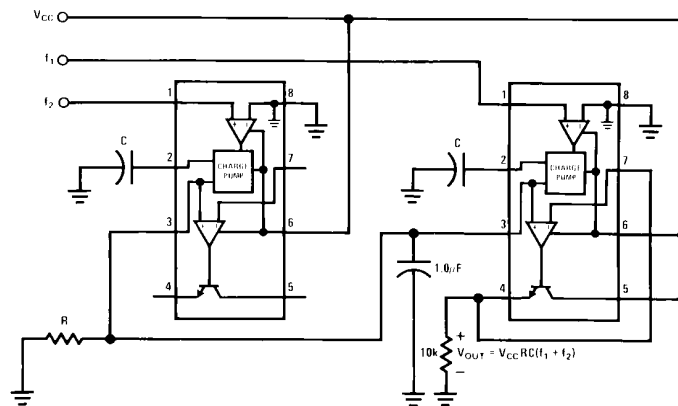 VCC
f1
f2
1
8
C
2
CHARGE
PUMP
7
3
6
4
5
R
1
8
C
2
CHARGE
PUMP
7
3
6
1.0μF
4
5
10k
+
VOUT = VCC RC(f1 + f2)
−